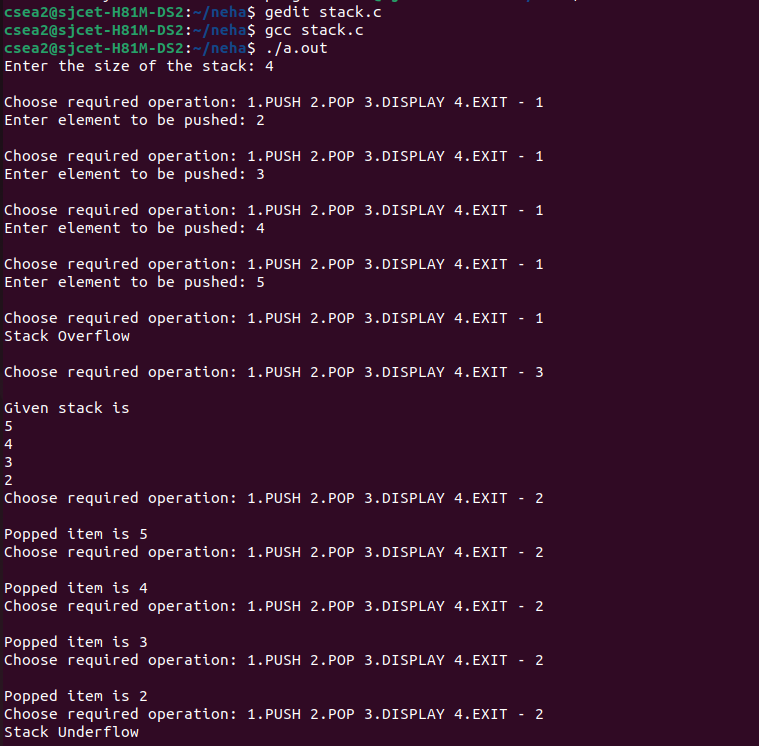 csea2@sjcet-H81M-DS2:~/neha$ gedit stack.c
csea2@sjcet-H81M-DS2:~/neha$ gcc stack.c
csea2@sjcet-H81M-DS2:~/neha$ ./a.out
Enter the size of the stack: 4
Choose required operation: 1.PUSH 2.POP 3.DISPLAY 4.EXIT - 1
Enter element to be pushed: 2
Choose required operation: 1.PUSH 2.POP 3.DISPLAY 4.EXIT - 1
Enter element to be pushed: 3
Choose required operation: 1.PUSH 2.POP 3.DISPLAY 4.EXIT - 1
Enter element to be pushed: 4
Choose required operation: 1.PUSH 2.POP 3.DISPLAY 4.EXIT - 1
Enter element to be pushed: 5
Choose required operation: 1.PUSH 2.POP 3.DISPLAY 4.EXIT - 1
Stack Overflow
Choose required operation: 1.PUSH 2.POP 3.DISPLAY 4.EXIT - 3
Given stack is
5
4
3
2
Choose required operation: 1.PUSH 2.POP 3.DISPLAY 4.EXIT - 2
Popped item is 5
Choose required operation: 1.PUSH 2.POP 3.DISPLAY 4.EXIT - 2
Popped item is 4
Choose required operation: 1.PUSH 2.POP 3.DISPLAY 4.EXIT - 2
Popped item is 3
Choose required operation: 1.PUSH 2.POP 3.DISPLAY 4.EXIT - 2
Popped item is 2
Choose required operation: 1.PUSH 2.POP 3.DISPLAY 4.EXIT - 2
Stack Underflow